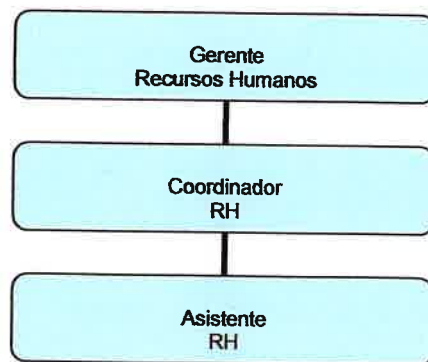 Gerente
Recursos Humanos
Coordinador
RH
Asistente
RH